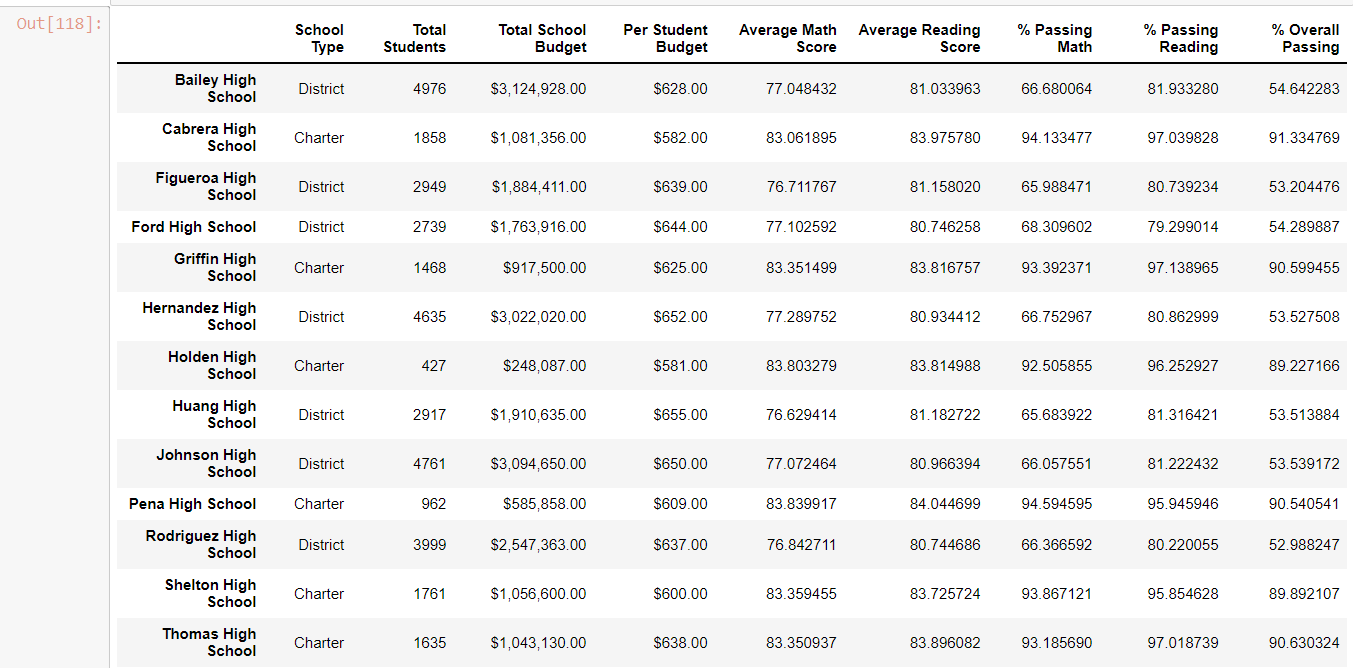 Out[118]:
School Type Total Students Total School Budget Per Student Budget Average Math Score Average Reading Score % Passing Math % Passing Reading % Overall Passing
Bailey High School District 4976 $3,124,928.00 $628.00 77.048432 81.033963 66.680064 81.933280 54.642283
Cabrera High School Charter 1858 $1,081,356.00 $582.00 83.061895 83.975780 94.133477 97.039828 91.334769
Figueroa High School District 2949 $1,884,411.00 $639.00 76.711767 81.158020 65.988471 80.739234 53.204476
Ford High School District 2739 $1,763,916.00 $644.00 77.102592 80.746258 68.309602 79.299014 54.289887
Griffin High School Charter 1468 $917,500.00 $625.00 83.351499 83.816757 93.392371 97.138965 90.599455
Hernandez High School District 4635 $3,022,020.00 $652.00 77.289752 80.934412 66.752967 80.862999 53.527508
Holden High School Charter 427 $248,087.00 $581.00 83.803279 83.814988 92.505855 96.252927 89.227166
Huang High School District 2917 $1,910,635.00 $655.00 76.629414 81.182722 65.683922 81.316421 53.513884
Johnson High School District 4761 $3,094,650.00 $650.00 77.072464 80.966394 66.057551 81.222432 53.539172
Pena High School Charter 962 $585,858.00 $609.00 83.839917 84.044699 94.594595 95.945946 90.540541
Rodriguez High School District 3999 $2,547,363.00 $637.00 76.842711 80.744686 66.366592 80.220055 52.988247
Shelton High School Charter 1761 $1,056,600.00 $600.00 83.359455 83.725724 93.867121 95.854628 89.892107
Thomas High School Charter 1635 $1,043,130.00 $638.00 83.350937 83.896082 93.185690 97.018739 90.630324